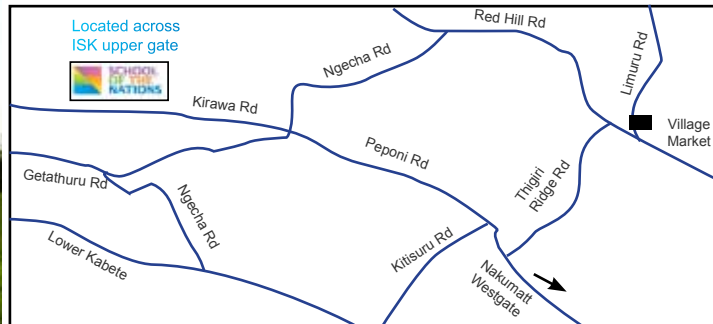 Located across
ISK upper gate
SCHOOL
OF THE
NATIONS
Red Hill Rd
Limuru Rd
Ngecha Rd
Kirawa Rd
Village
Market
Peponi Rd
Thigiri
Ridge Rd
Getathuru Rd
Ngecha Rd
Lower Kabete
Kitisuru Rd
Nakumatt
Westgate